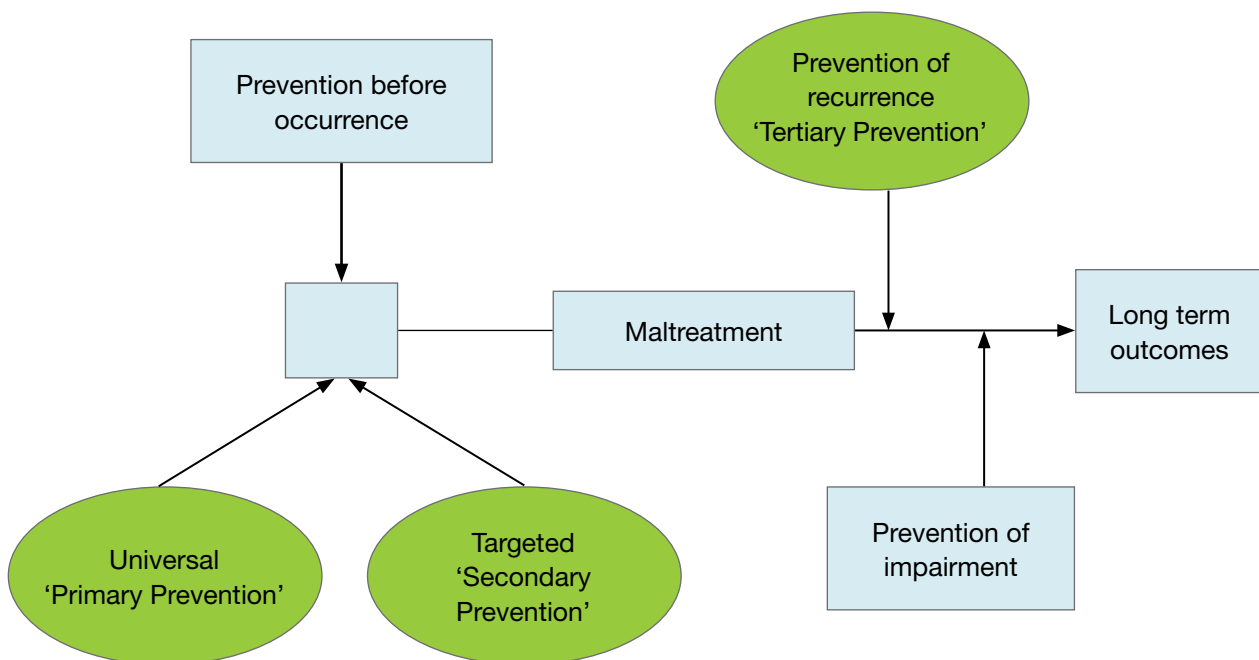 Prevention before
occurrence
Prevention of
recurrence
‘Tertiary Prevention’
Maltreatment
Long term
outcomes
Universal
‘Primary Prevention’
Targeted
‘Secondary
Prevention’
Prevention of
impairment